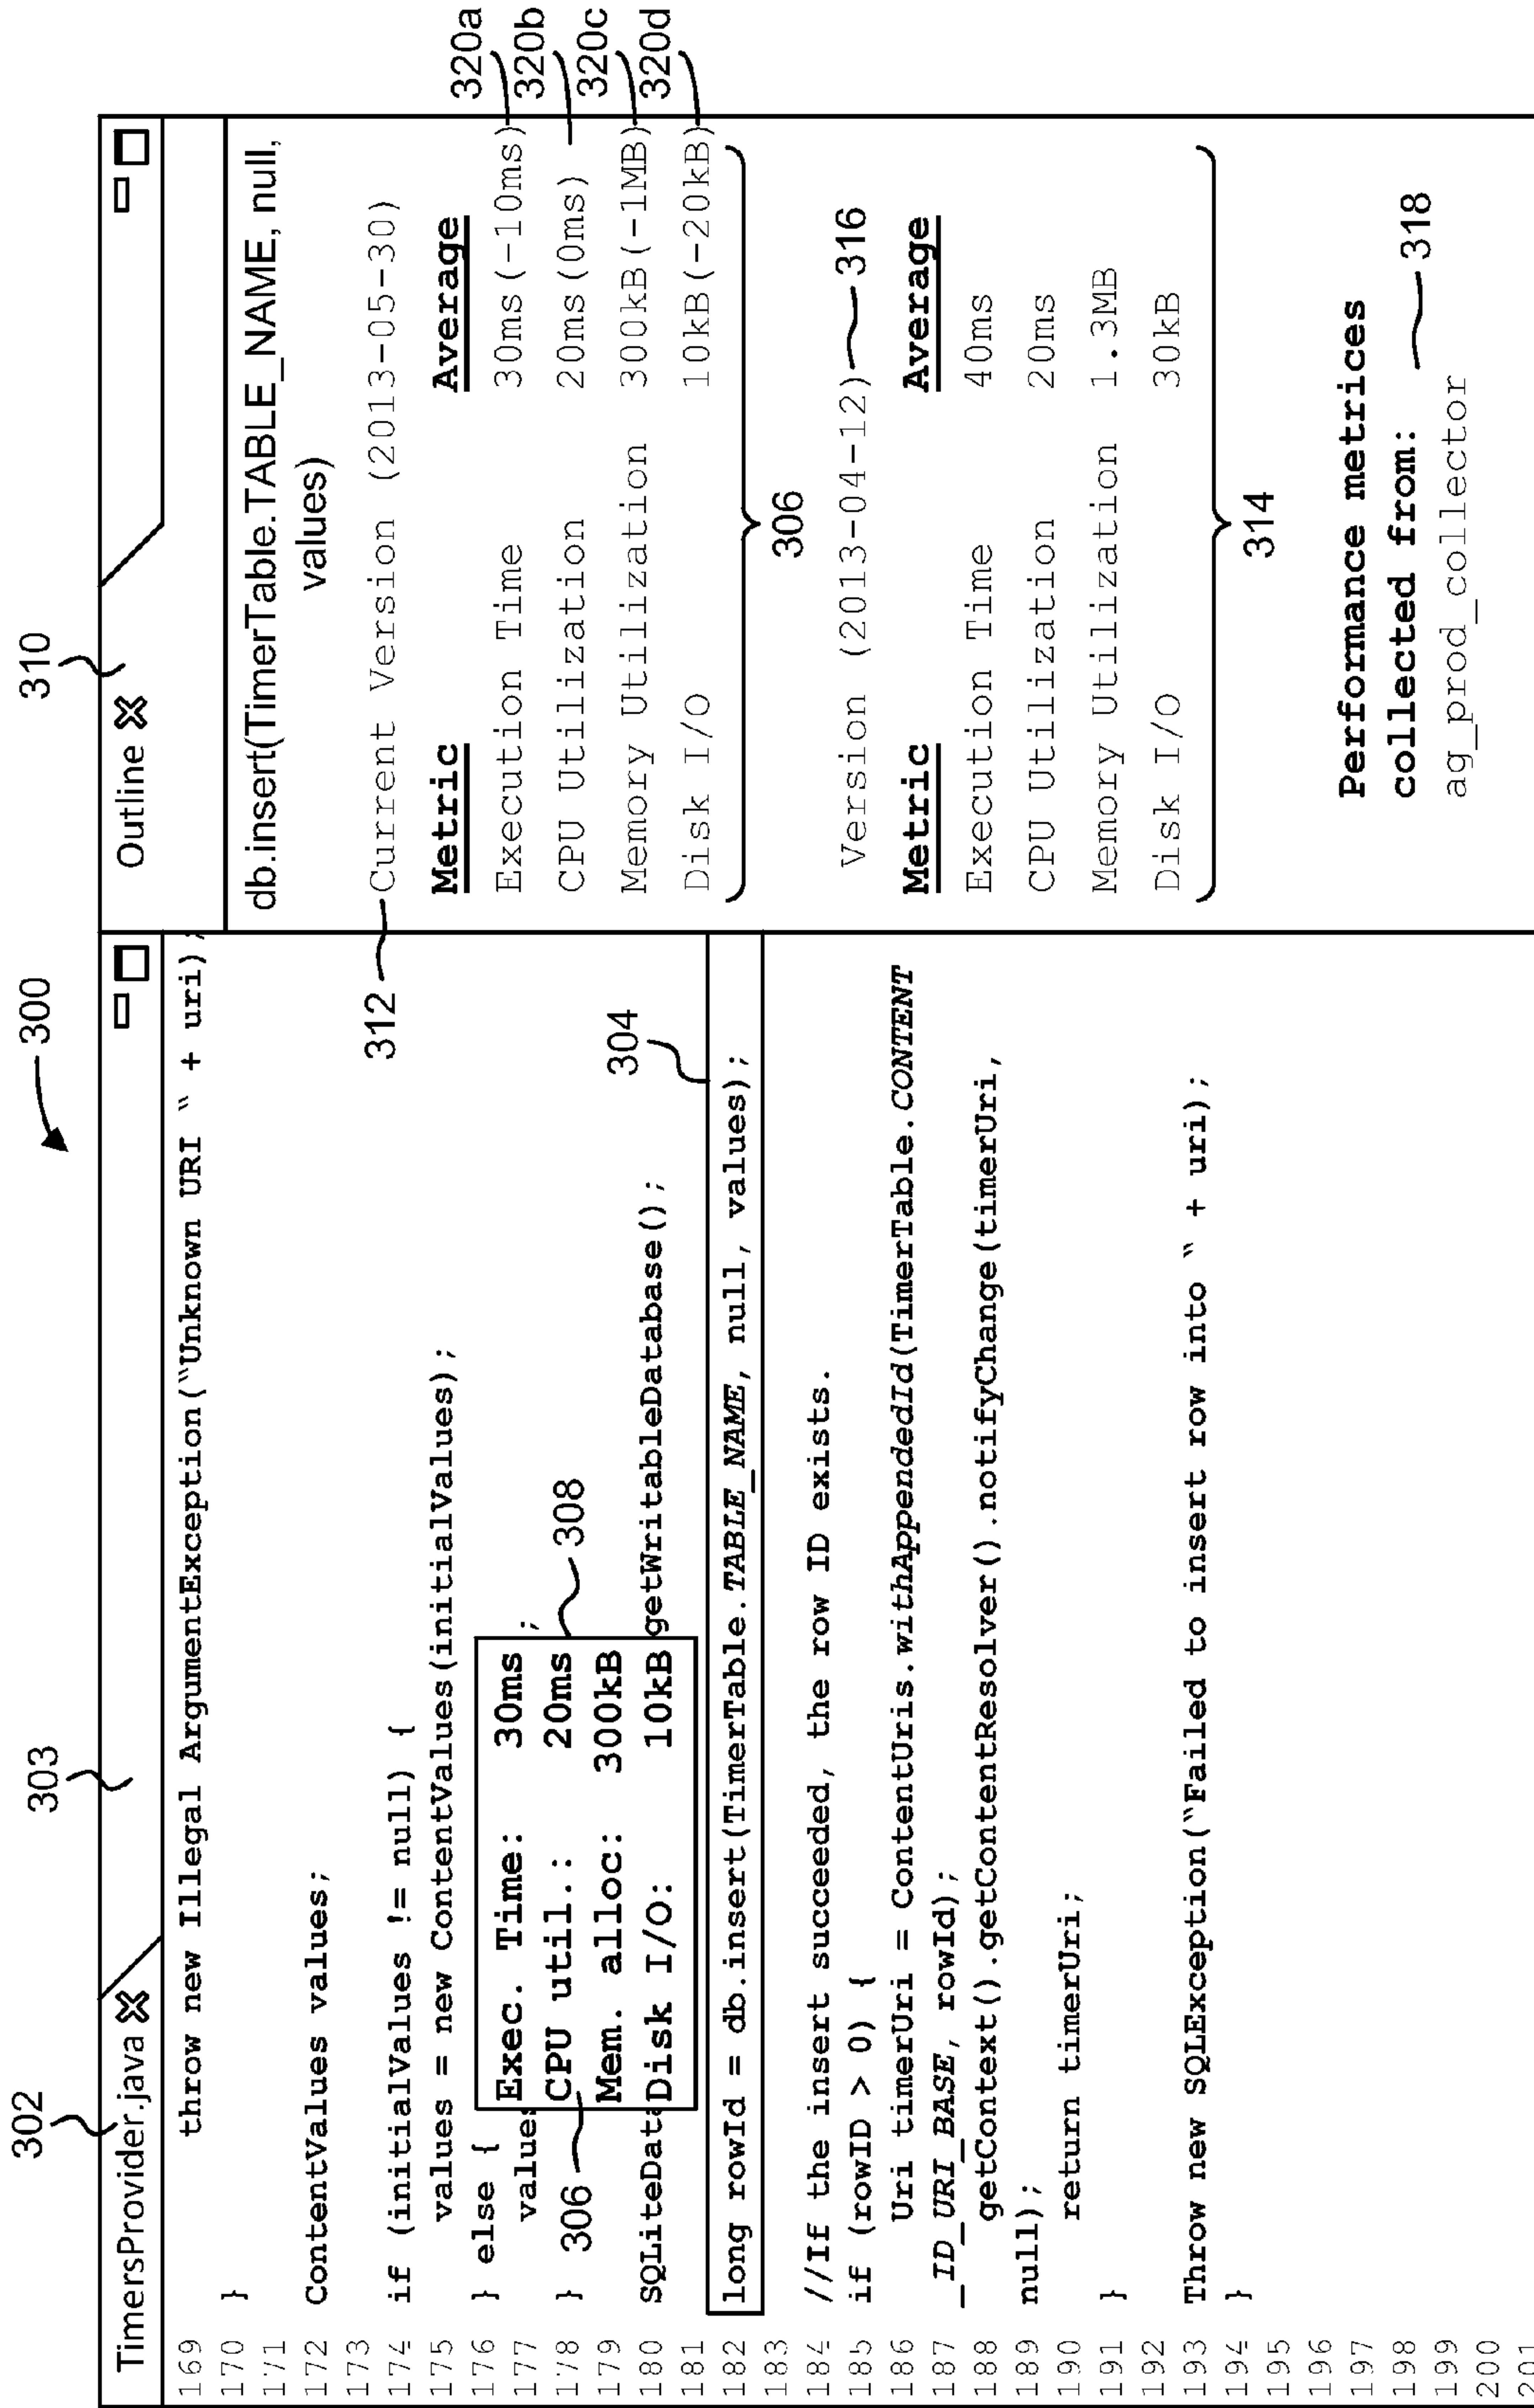 300
302
303
310
TimersProvider.java
Outline
169 throw new Illegal ArgumentException("Unknown URI " + uri);
170 }
171
172 ContentValues values;
173
174 if (initialValues != null) {
175 values = new ContentValues(initialValues);
176 } else {
177 values ;
178 }
179
180 SQLiteData getWritableDatabase();
181
182 long rowId = db.insert(TimerTable.TABLE_NAME, null, values);
183
184 //If the insert succeeded, the row ID exists.
185 if (rowID > 0) {
186 Uri timerUri = ContentUris.withAppendedId(TimerTable.CONTENT
187 _ID_URI_BASE, rowId);
188 getContext().getContentResolver().notifyChange(timerUri,
189 null);
190 return timerUri;
191 }
192
193 Throw new SQLException("Failed to insert row into " + uri);
194 }
195
196
197
198
199
200
201
Exec. Time: 30ms
CPU util.: 20ms
Mem. alloc: 300kB
Disk I/O: 10kB
306
308
304
312
db.insert(TimerTable.TABLE_NAME, null,
values)
Current Version (2013-05-30)
Metric Average
Execution Time 30ms(-10ms) 320a
CPU Utilization 20ms(0ms) 320b
Memory Utilization 300kB(-1MB) 320c
Disk I/O 10kB(-20kB) 320d
306
Version (2013-04-12) 316
Metric Average
Execution Time 40ms
CPU Utilization 20ms
Memory Utilization 1.3MB
Disk I/O 30kB
314
Performance metrices
collected from: 318
ag_prod_collector